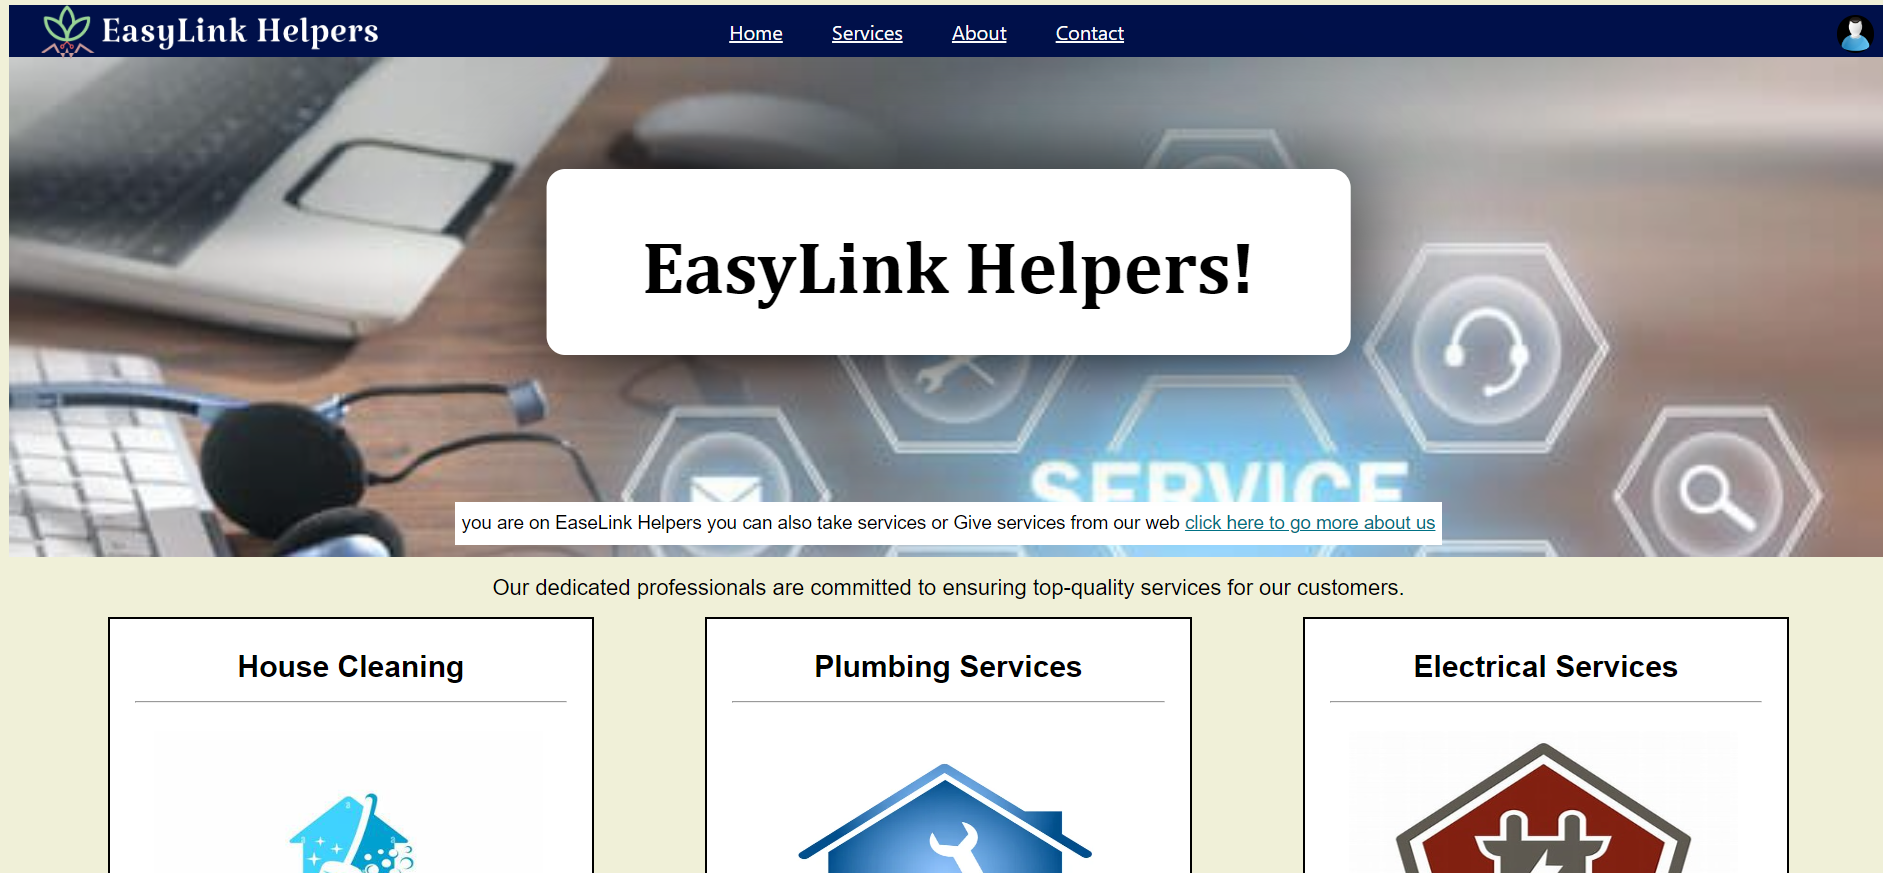 EasyLink Helpers
Home Services About Contact
EasyLink Helpers!
SERVICE
you are on EaseLink Helpers you can also take services or Give services from our web click here to go more about us
Our dedicated professionals are committed to ensuring top-quality services for our customers.
House Cleaning
Plumbing Services
Electrical Services